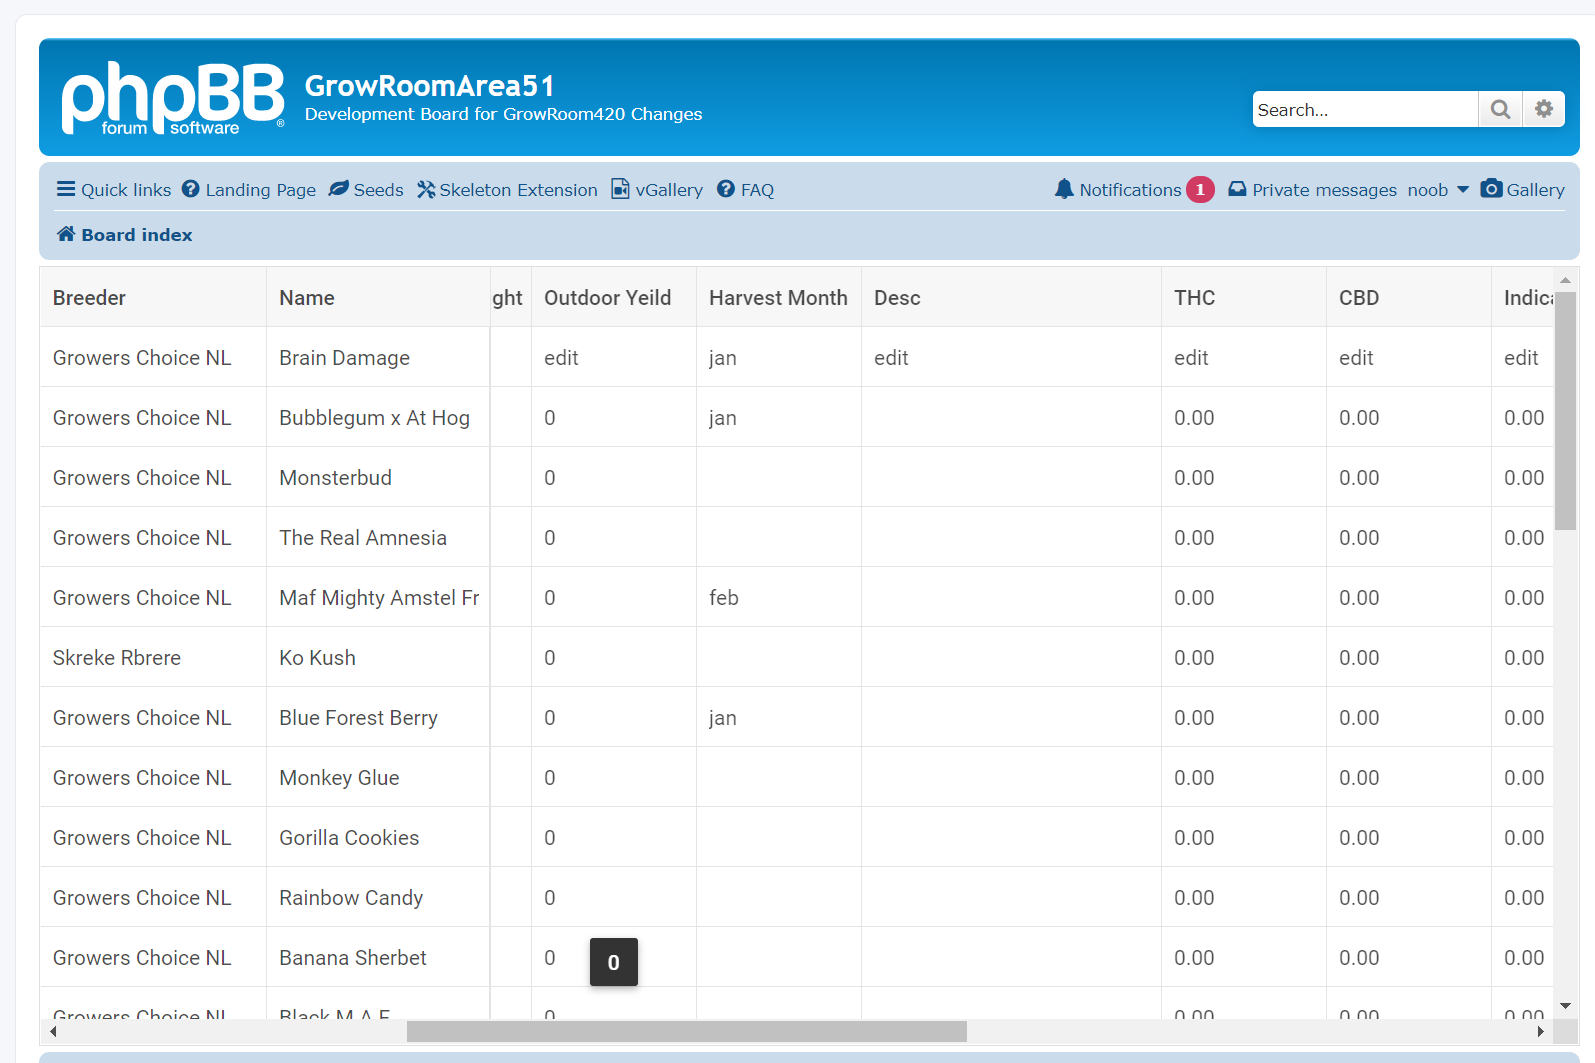 phpBB
forum software ®
GrowRoomArea51
Development Board for GrowRoom420 Changes
Search…
Quick links Landing Page Seeds Skeleton Extension vGallery FAQ Notifications 1 Private messages noob Gallery
Board index
Breeder Name ght Outdoor Yeild Harvest Month Desc THC CBD Indica
Growers Choice NL Brain Damage edit jan edit edit edit edit
Growers Choice NL Bubblegum x At Hog 0 jan 0.00 0.00 0.00
Growers Choice NL Monsterbud 0 0.00 0.00 0.00
Growers Choice NL The Real Amnesia 0 0.00 0.00 0.00
Growers Choice NL Maf Mighty Amstel Fr 0 feb 0.00 0.00 0.00
Skreke Rbrere Ko Kush 0 0.00 0.00 0.00
Growers Choice NL Blue Forest Berry 0 jan 0.00 0.00 0.00
Growers Choice NL Monkey Glue 0 0.00 0.00 0.00
Growers Choice NL Gorilla Cookies 0 0.00 0.00 0.00
Growers Choice NL Rainbow Candy 0 0.00 0.00 0.00
Growers Choice NL Banana Sherbet 0 0.00 0.00 0.00
0
Growers Choice NL Black M.A.F. 0 0.00 0.00 0.00